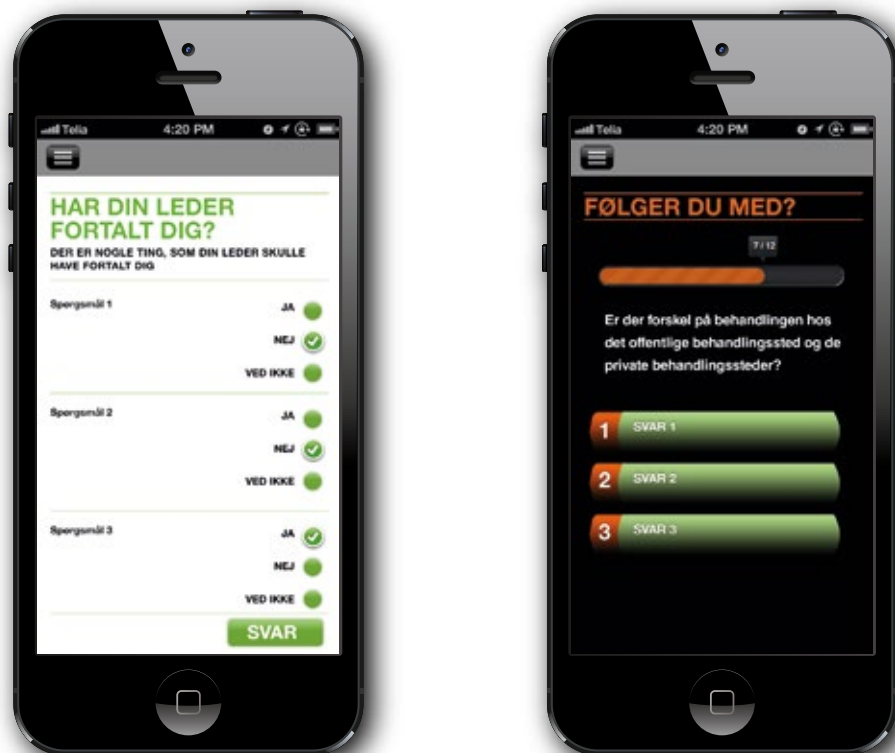 Telia 4:20 PM
HAR DIN LEDER
FORTALT DIG?
DER ER NOGLE TING, SOM DIN LEDER SKULLE
HAVE FORTALT DIG
Spørgsmål 1
JA
NEJ
VED IKKE
Spørgsmål 2
JA
NEJ
VED IKKE
Spørgsmål 3
JA
NEJ
VED IKKE
SVAR
Telia 4:20 PM
FØLGER DU MED?
7 / 12
Er der forskel på behandlingen hos
det offentlige behandlingssted og de
private behandlingssteder?
1 SVAR 1
2 SVAR 2
3 SVAR 3